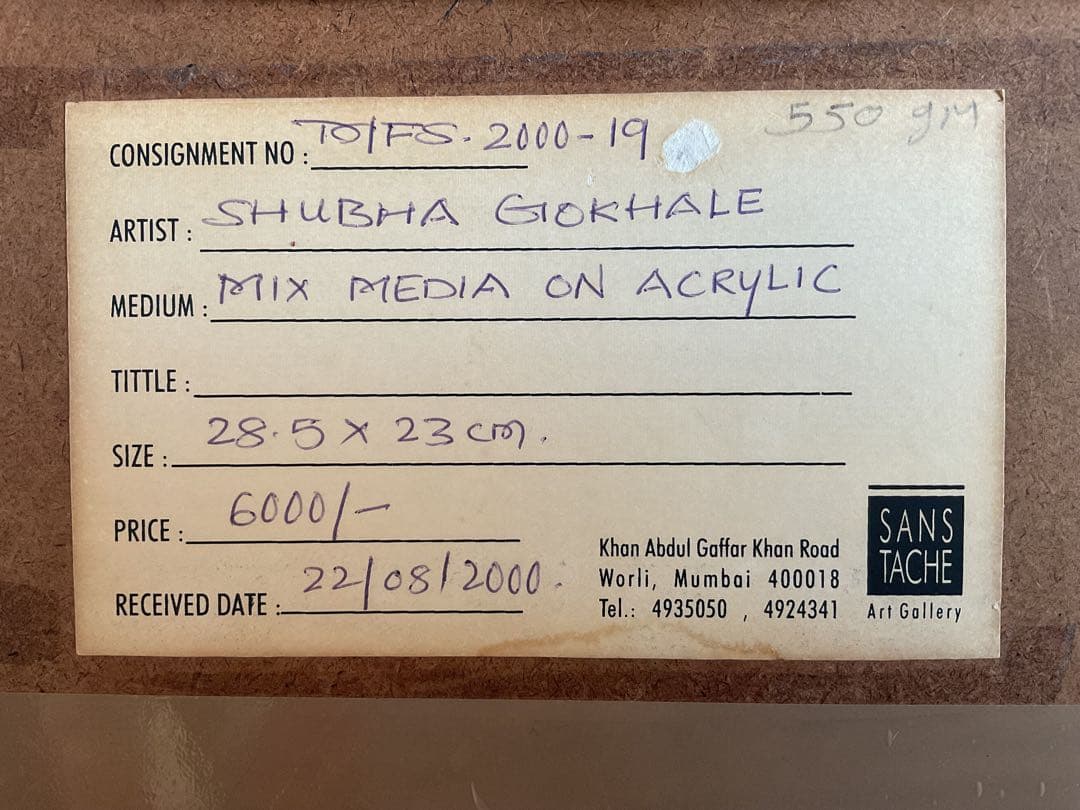 550 gm
CONSIGNMENT NO : TO/FS. 2000-19
ARTIST : SHUBHA GOKHALE
MEDIUM : MIX MEDIA ON ACRYLIC
TITTLE :
SIZE : 28.5 X 23 cm.
PRICE : 6000/-
RECEIVED DATE : 22/08/2000.
Khan Abdul Gaffar Khan Road
Worli, Mumbai 400018
Tel.: 4935050 , 4924341
SANS
TACHE
Art Gallery